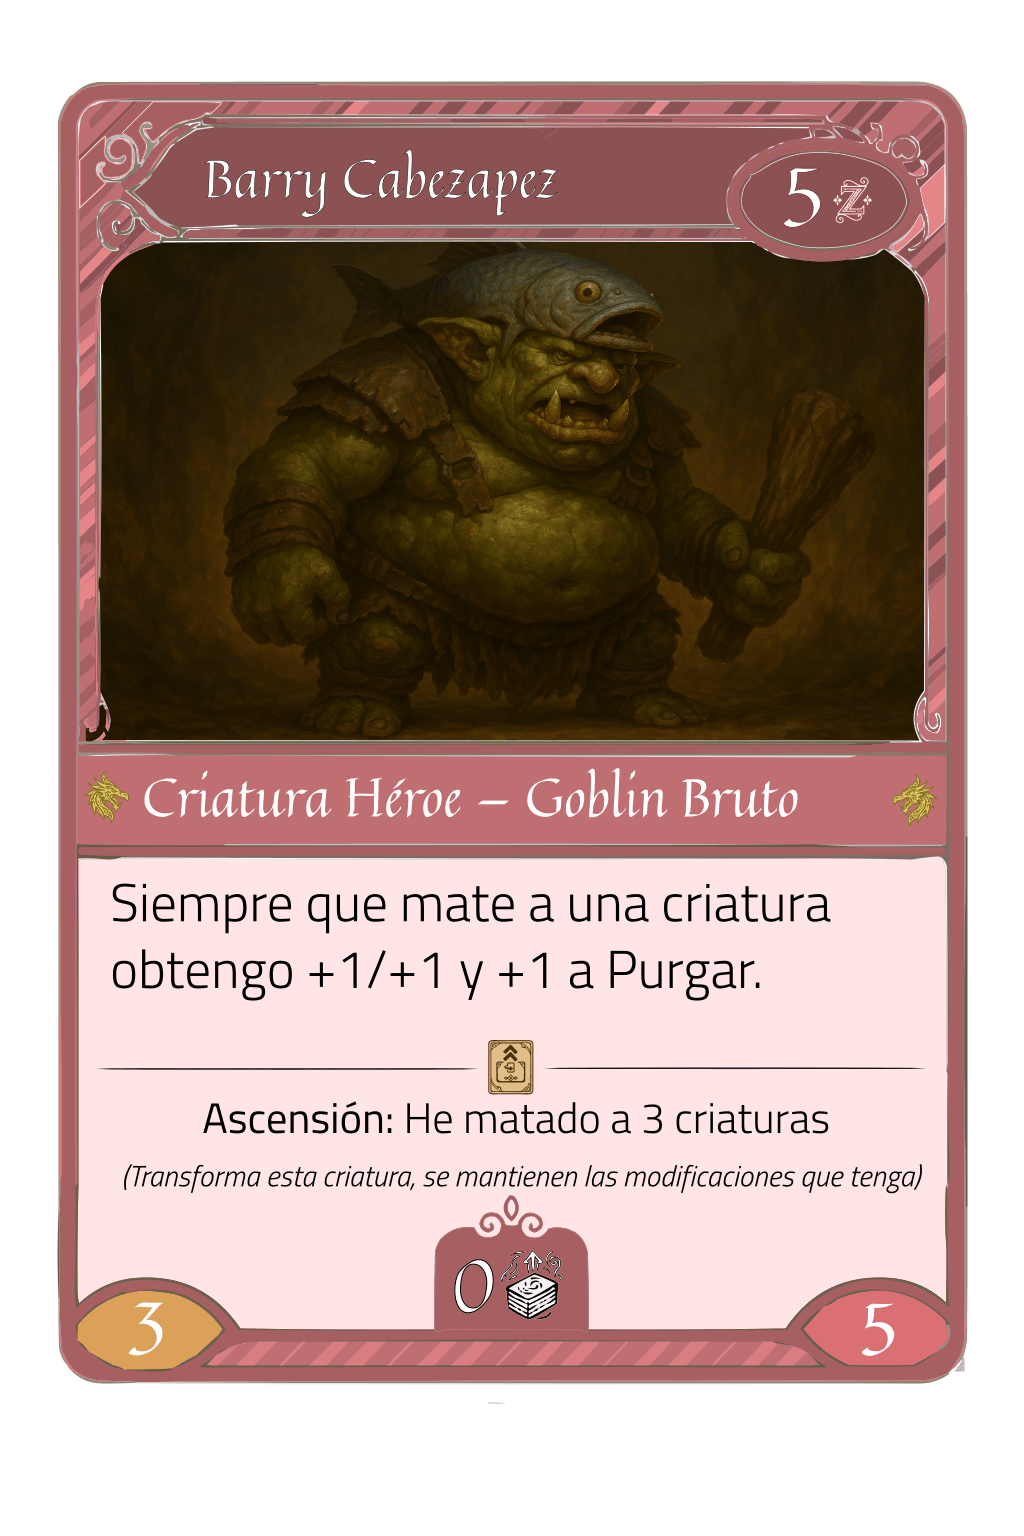 Barry Cabezapez
5 Z
Criatura Héroe – Goblin Bruto
Siempre que mate a una criatura
obtengo +1/+1 y +1 a Purgar.
Ascensión: He matado a 3 criaturas
(Transforma esta criatura, se mantienen las modificaciones que tenga)
0
3
5